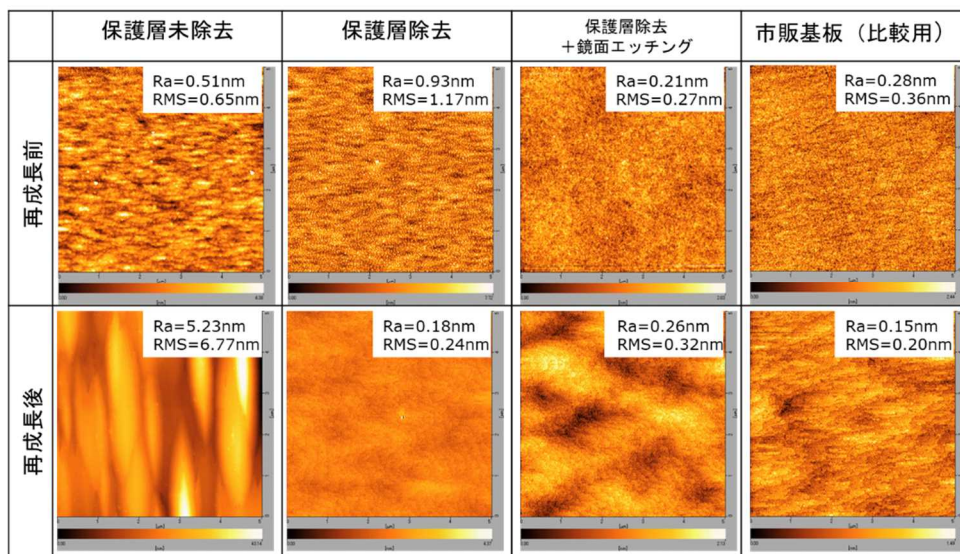 保護層未除去
保護層除去
保護層除去
＋鏡面エッチング
市販基板（比較用）
再成長前
Ra=0.51nm
RMS=0.65nm
Ra=0.93nm
RMS=1.17nm
Ra=0.21nm
RMS=0.27nm
Ra=0.28nm
RMS=0.36nm
再成長後
Ra=5.23nm
RMS=6.77nm
Ra=0.18nm
RMS=0.24nm
Ra=0.26nm
RMS=0.32nm
Ra=0.15nm
RMS=0.20nm